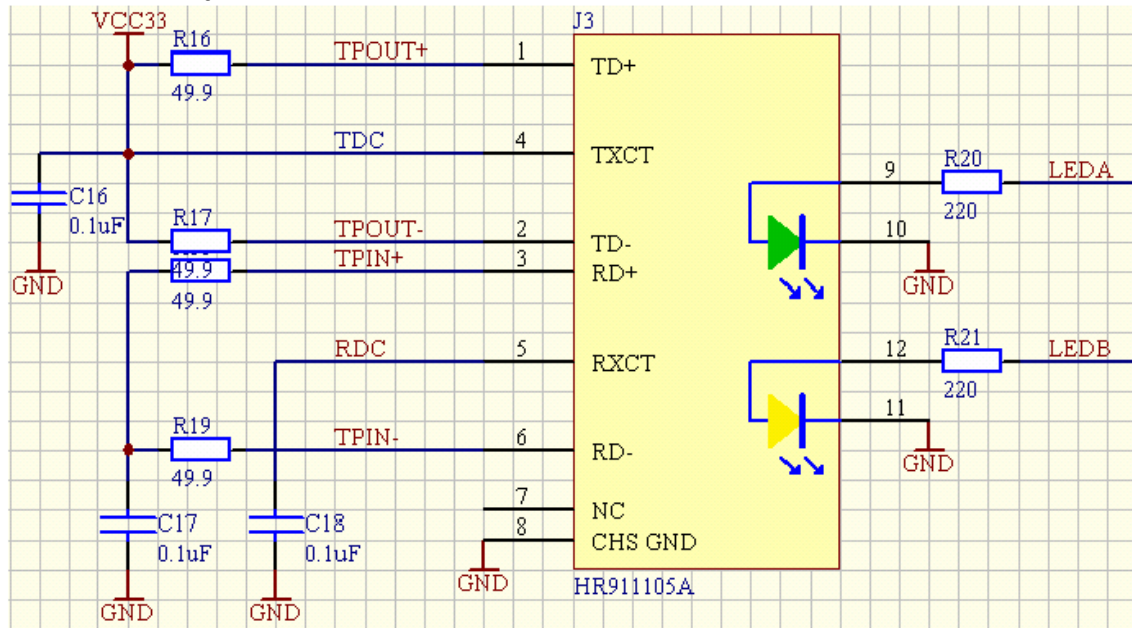 VCC33
J3
R16
TPOUT+
1
TD+
49.9
TDC
4
TXCT
9
R20
LEDA
C16
0.1uF
220
R17
TPOUT-
2
TD-
10
TPIN+
3
RD+
49.9
49.9
GND
GND
RDC
5
RXCT
12
R21
LEDB
220
R19
TPIN-
6
RD-
11
GND
49.9
7
NC
C17
0.1uF
C18
0.1uF
8
CHS GND
GND
HR911105A
GND
GND